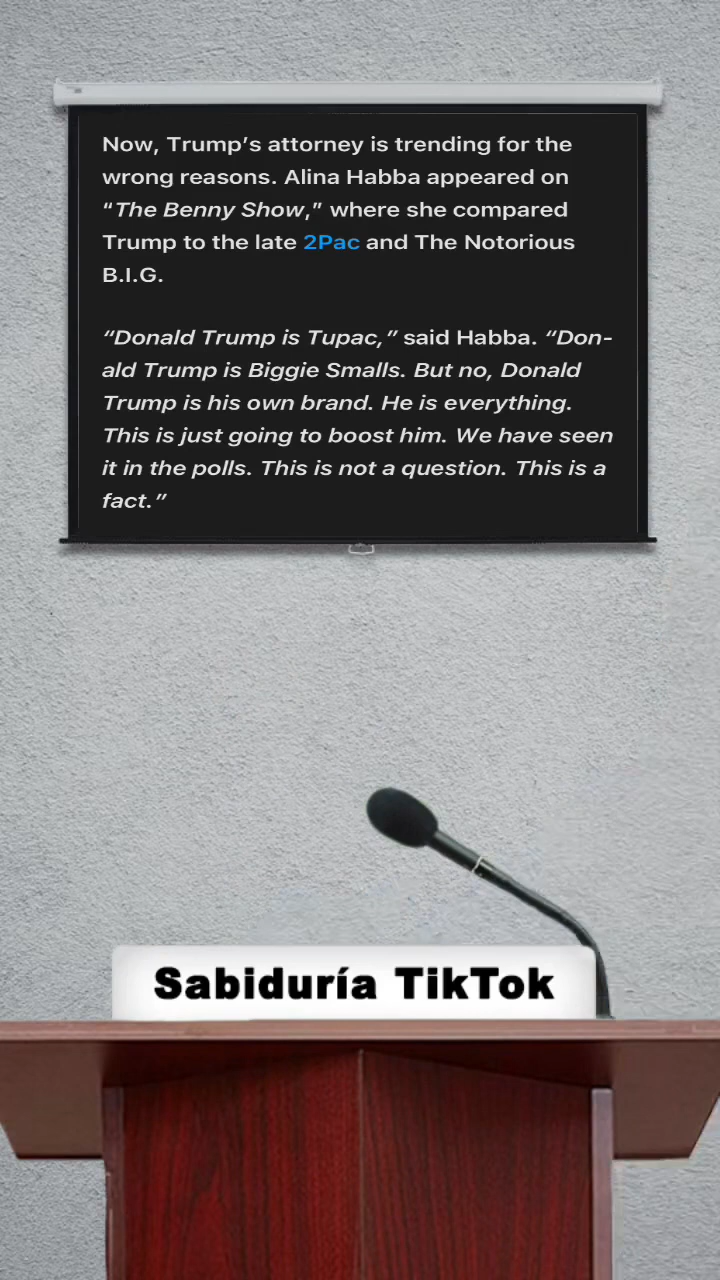 Now, Trump’s attorney is trending for the
wrong reasons. Alina Habba appeared on
“The Benny Show,” where she compared
Trump to the late 2Pac and The Notorious
B.I.G.
“Donald Trump is Tupac,” said Habba. “Don-
ald Trump is Biggie Smalls. But no, Donald
Trump is his own brand. He is everything.
This is just going to boost him. We have seen
it in the polls. This is not a question. This is a
fact.”
Sabiduría TikTok